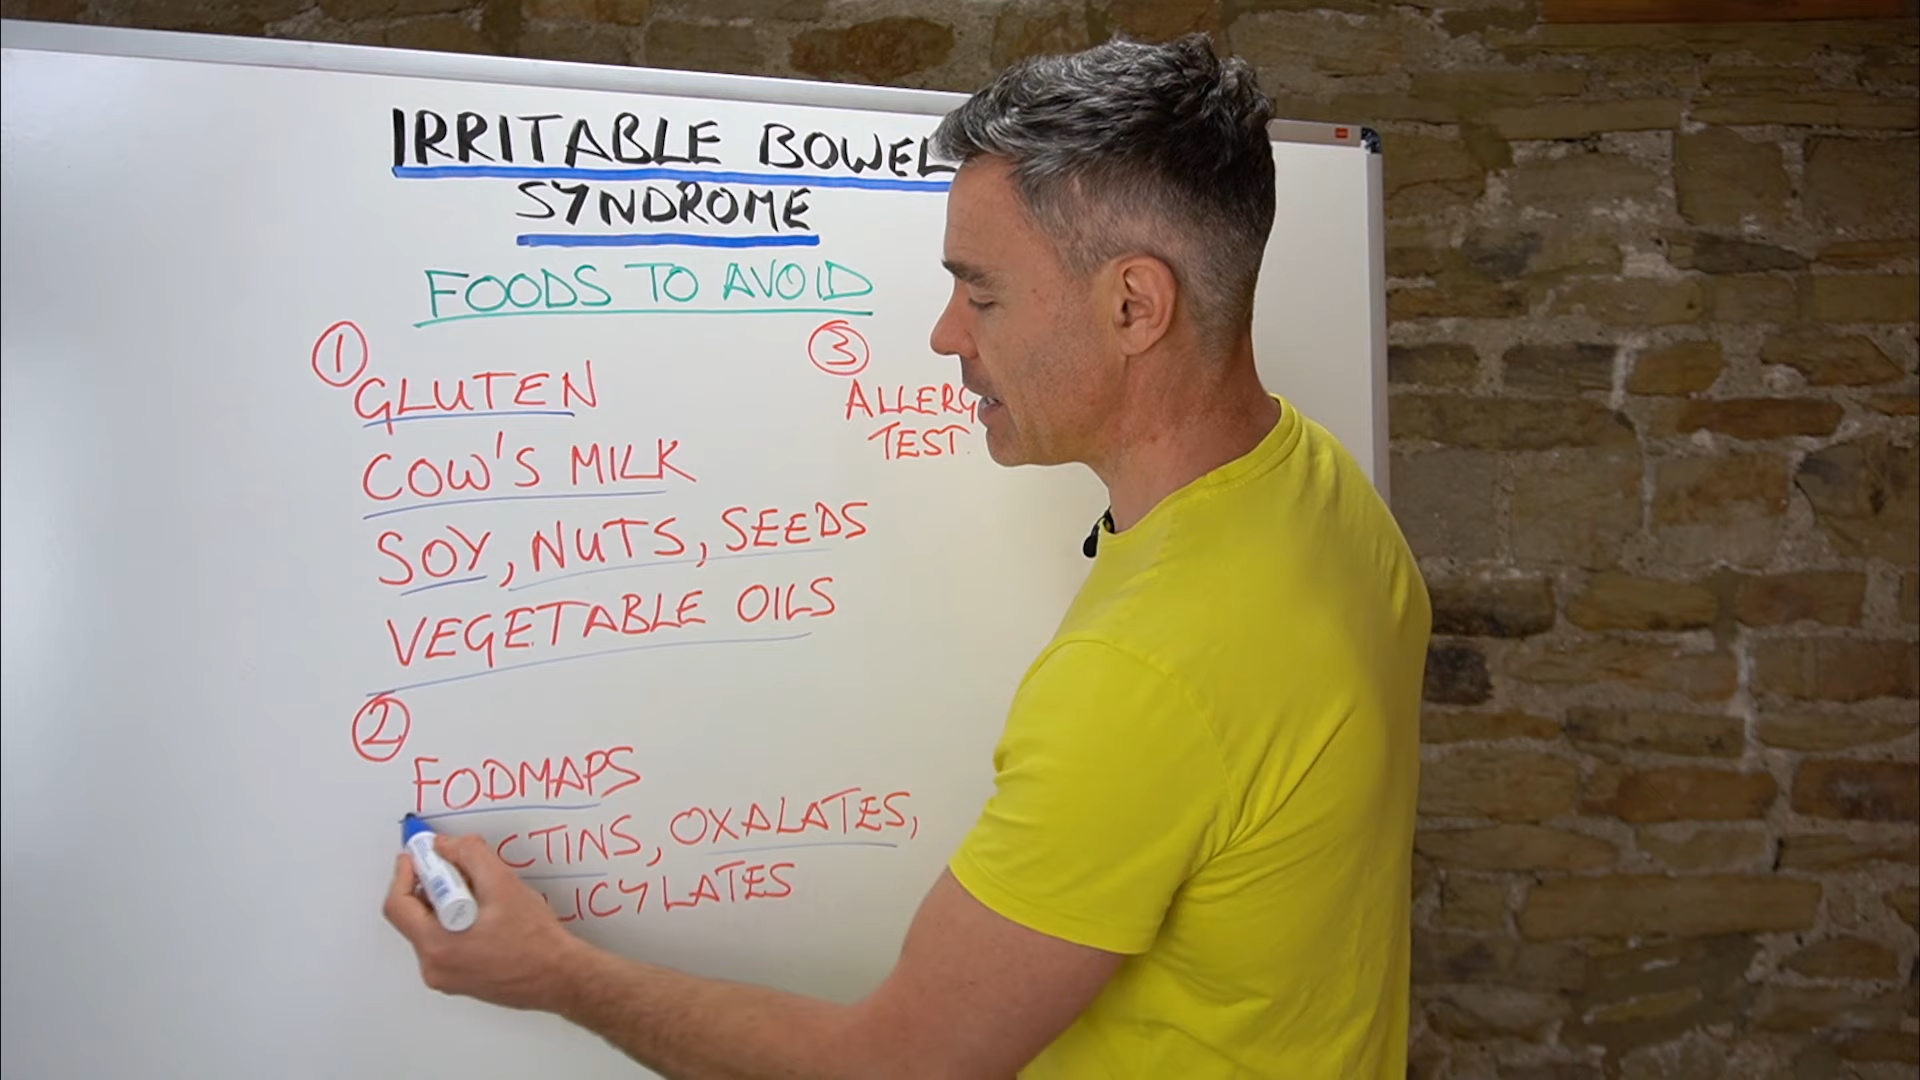 IRRITABLE BOWEL
SYNDROME
FOODS TO AVOID
①
GLUTEN
COW'S MILK
SOY, NUTS, SEEDS
VEGETABLE OILS
②
FODMAPS
CTINS, OXALATES,
LICYLATES
③
ALLERG
TEST.